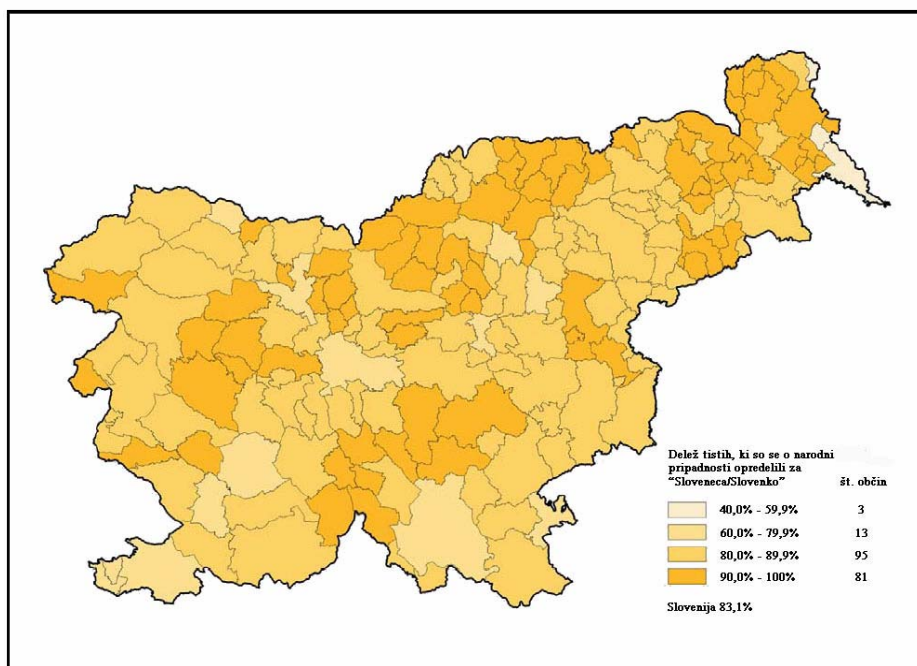 Delež tistih, ki so se o narodni
pripadnosti opredelili za
“Sloveneca/Slovenko” št. občin
40,0% - 59,9% 3
60,0% - 79,9% 13
80,0% - 89,9% 95
90,0% - 100% 81
Slovenija 83,1%